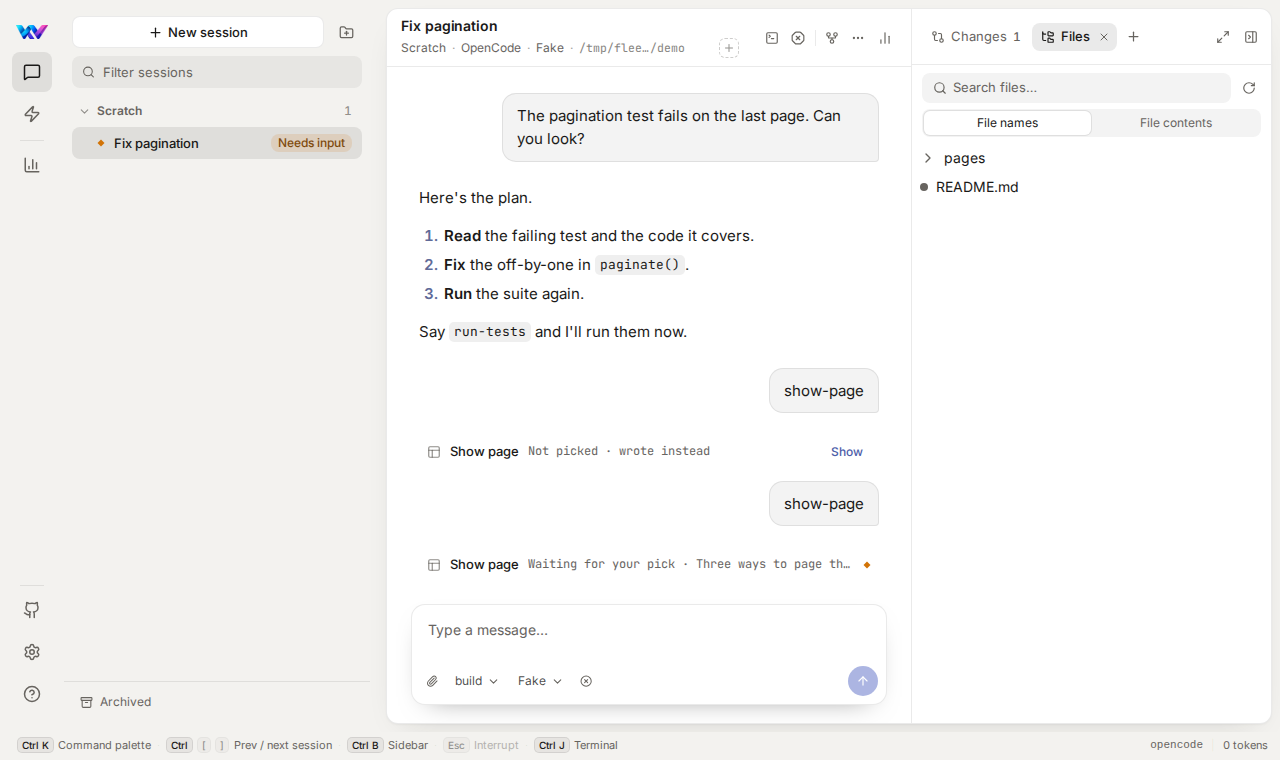 New session
Filter sessions
Scratch 1
Fix pagination Needs input
Archived
Fix pagination
Scratch · OpenCode · Fake · /tmp/flee…/demo
The pagination test fails on the last page. Can
you look?
Here's the plan.
1. Read the failing test and the code it covers.
2. Fix the off-by-one in paginate().
3. Run the suite again.
Say run-tests and I'll run them now.
show-page
Show page Not picked · wrote instead Show
show-page
Show page Waiting for your pick · Three ways to page th…
Type a message...
build Fake
Changes 1 Files
Search files...
File names File contents
pages
README.md
Ctrl K Command palette Ctrl [ ] Prev / next session Ctrl B Sidebar Esc Interrupt Ctrl J Terminal opencode 0 tokens